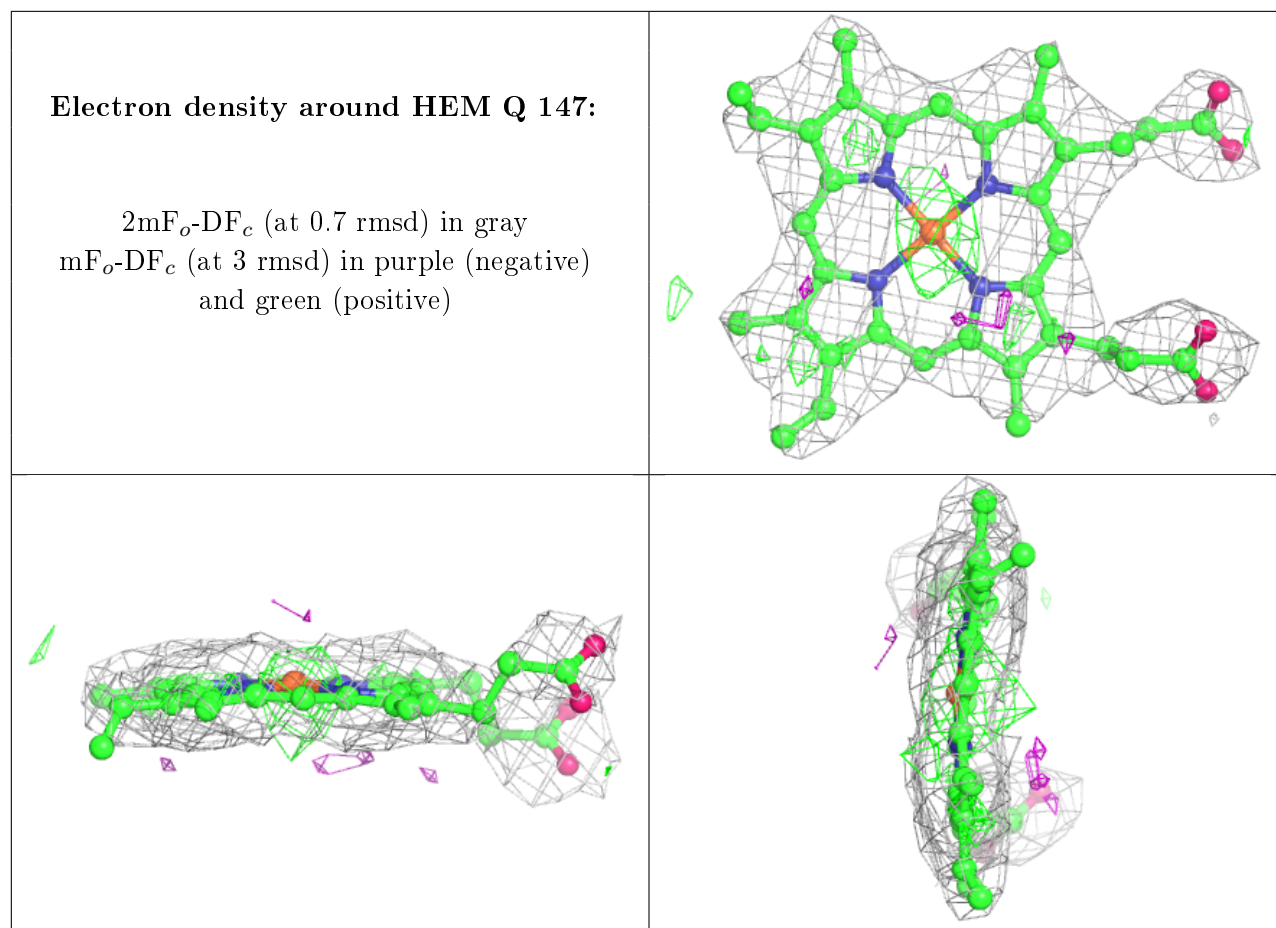 Electron density around HEM Q 147:
2mFo-DFc (at 0.7 rmsd) in gray
mFo-DFc (at 3 rmsd) in purple (negative)
and green (positive)